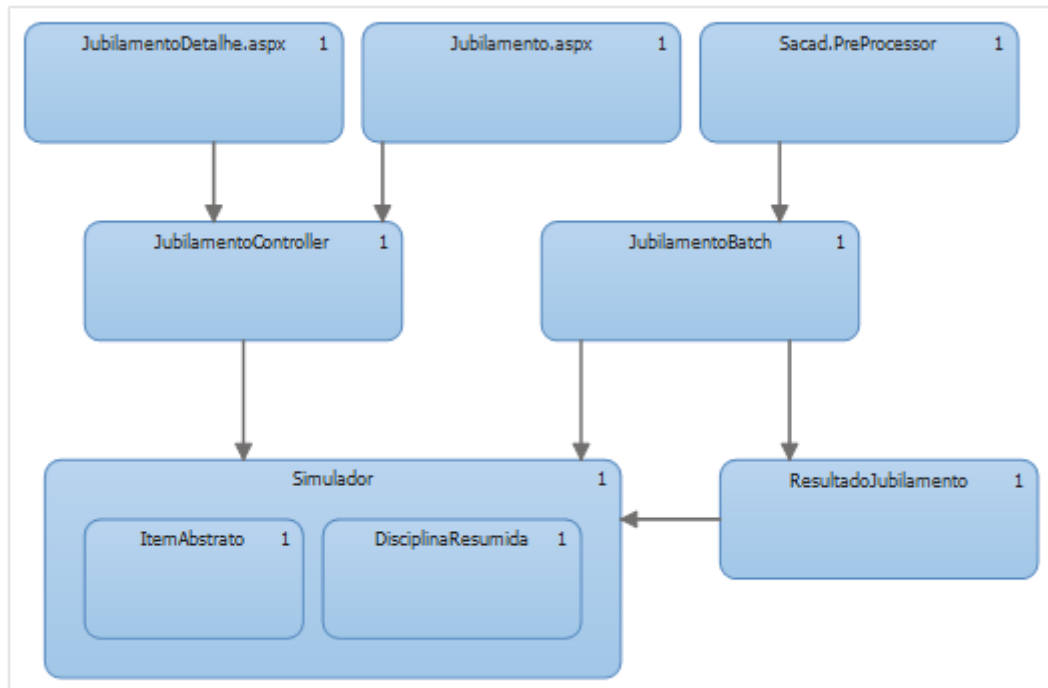 JubilamentoDetalhe.aspx 1
Jubilamento.aspx 1
Sacad.PreProcessor 1
JubilamentoController 1
JubilamentoBatch 1
Simulador 1
ResultadoJubilamento 1
ItemAbstrato 1
DisciplinaResumida 1